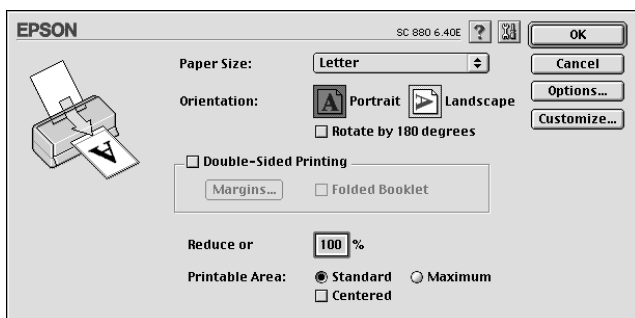 EPSON
SC 880 6.40E ?
OK
Paper Size: Letter
Cancel
Orientation: A Portrait A Landscape
Options...
Rotate by 180 degrees
Customize...
A
Double-Sided Printing
Margins... Folded Booklet
Reduce or 100 %
Printable Area: Standard Maximum
Centered